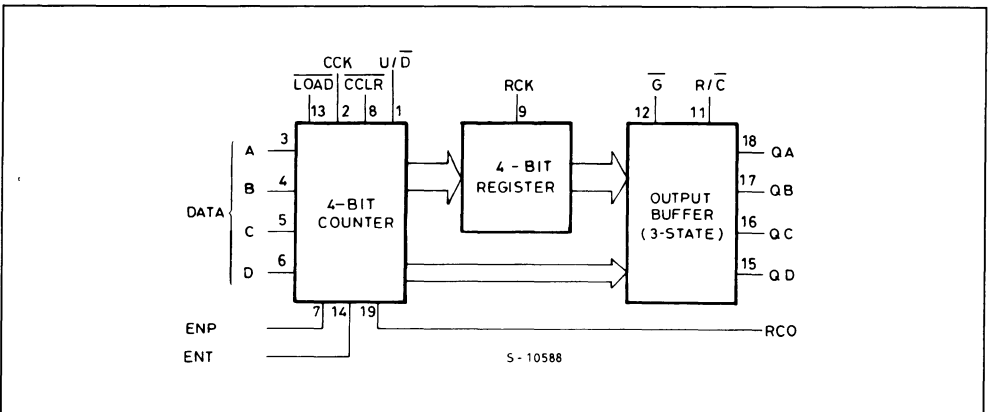 CCK U/D̅
L̅O̅A̅D̅ C̅C̅L̅R̅ RCK G̅ R/C̅
13 2 8 1 9 12 11
3 18
A QA
4 4-BIT 17
B REGISTER QB
DATA 4-BIT OUTPUT
5 COUNTER BUFFER 16
C (3-STATE) QC
6 15
D QD
7 14 19
ENP RCO
ENT S-10588